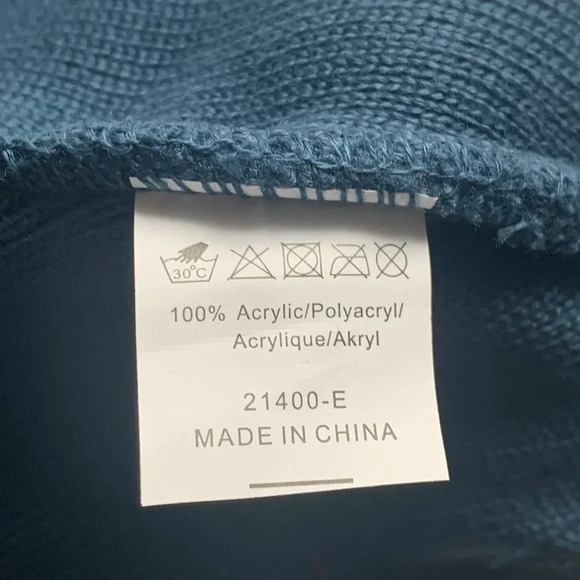 30°C
100% Acrylic/Polyacryl/
Acrylique/Akryl
21400-E
MADE IN CHINA